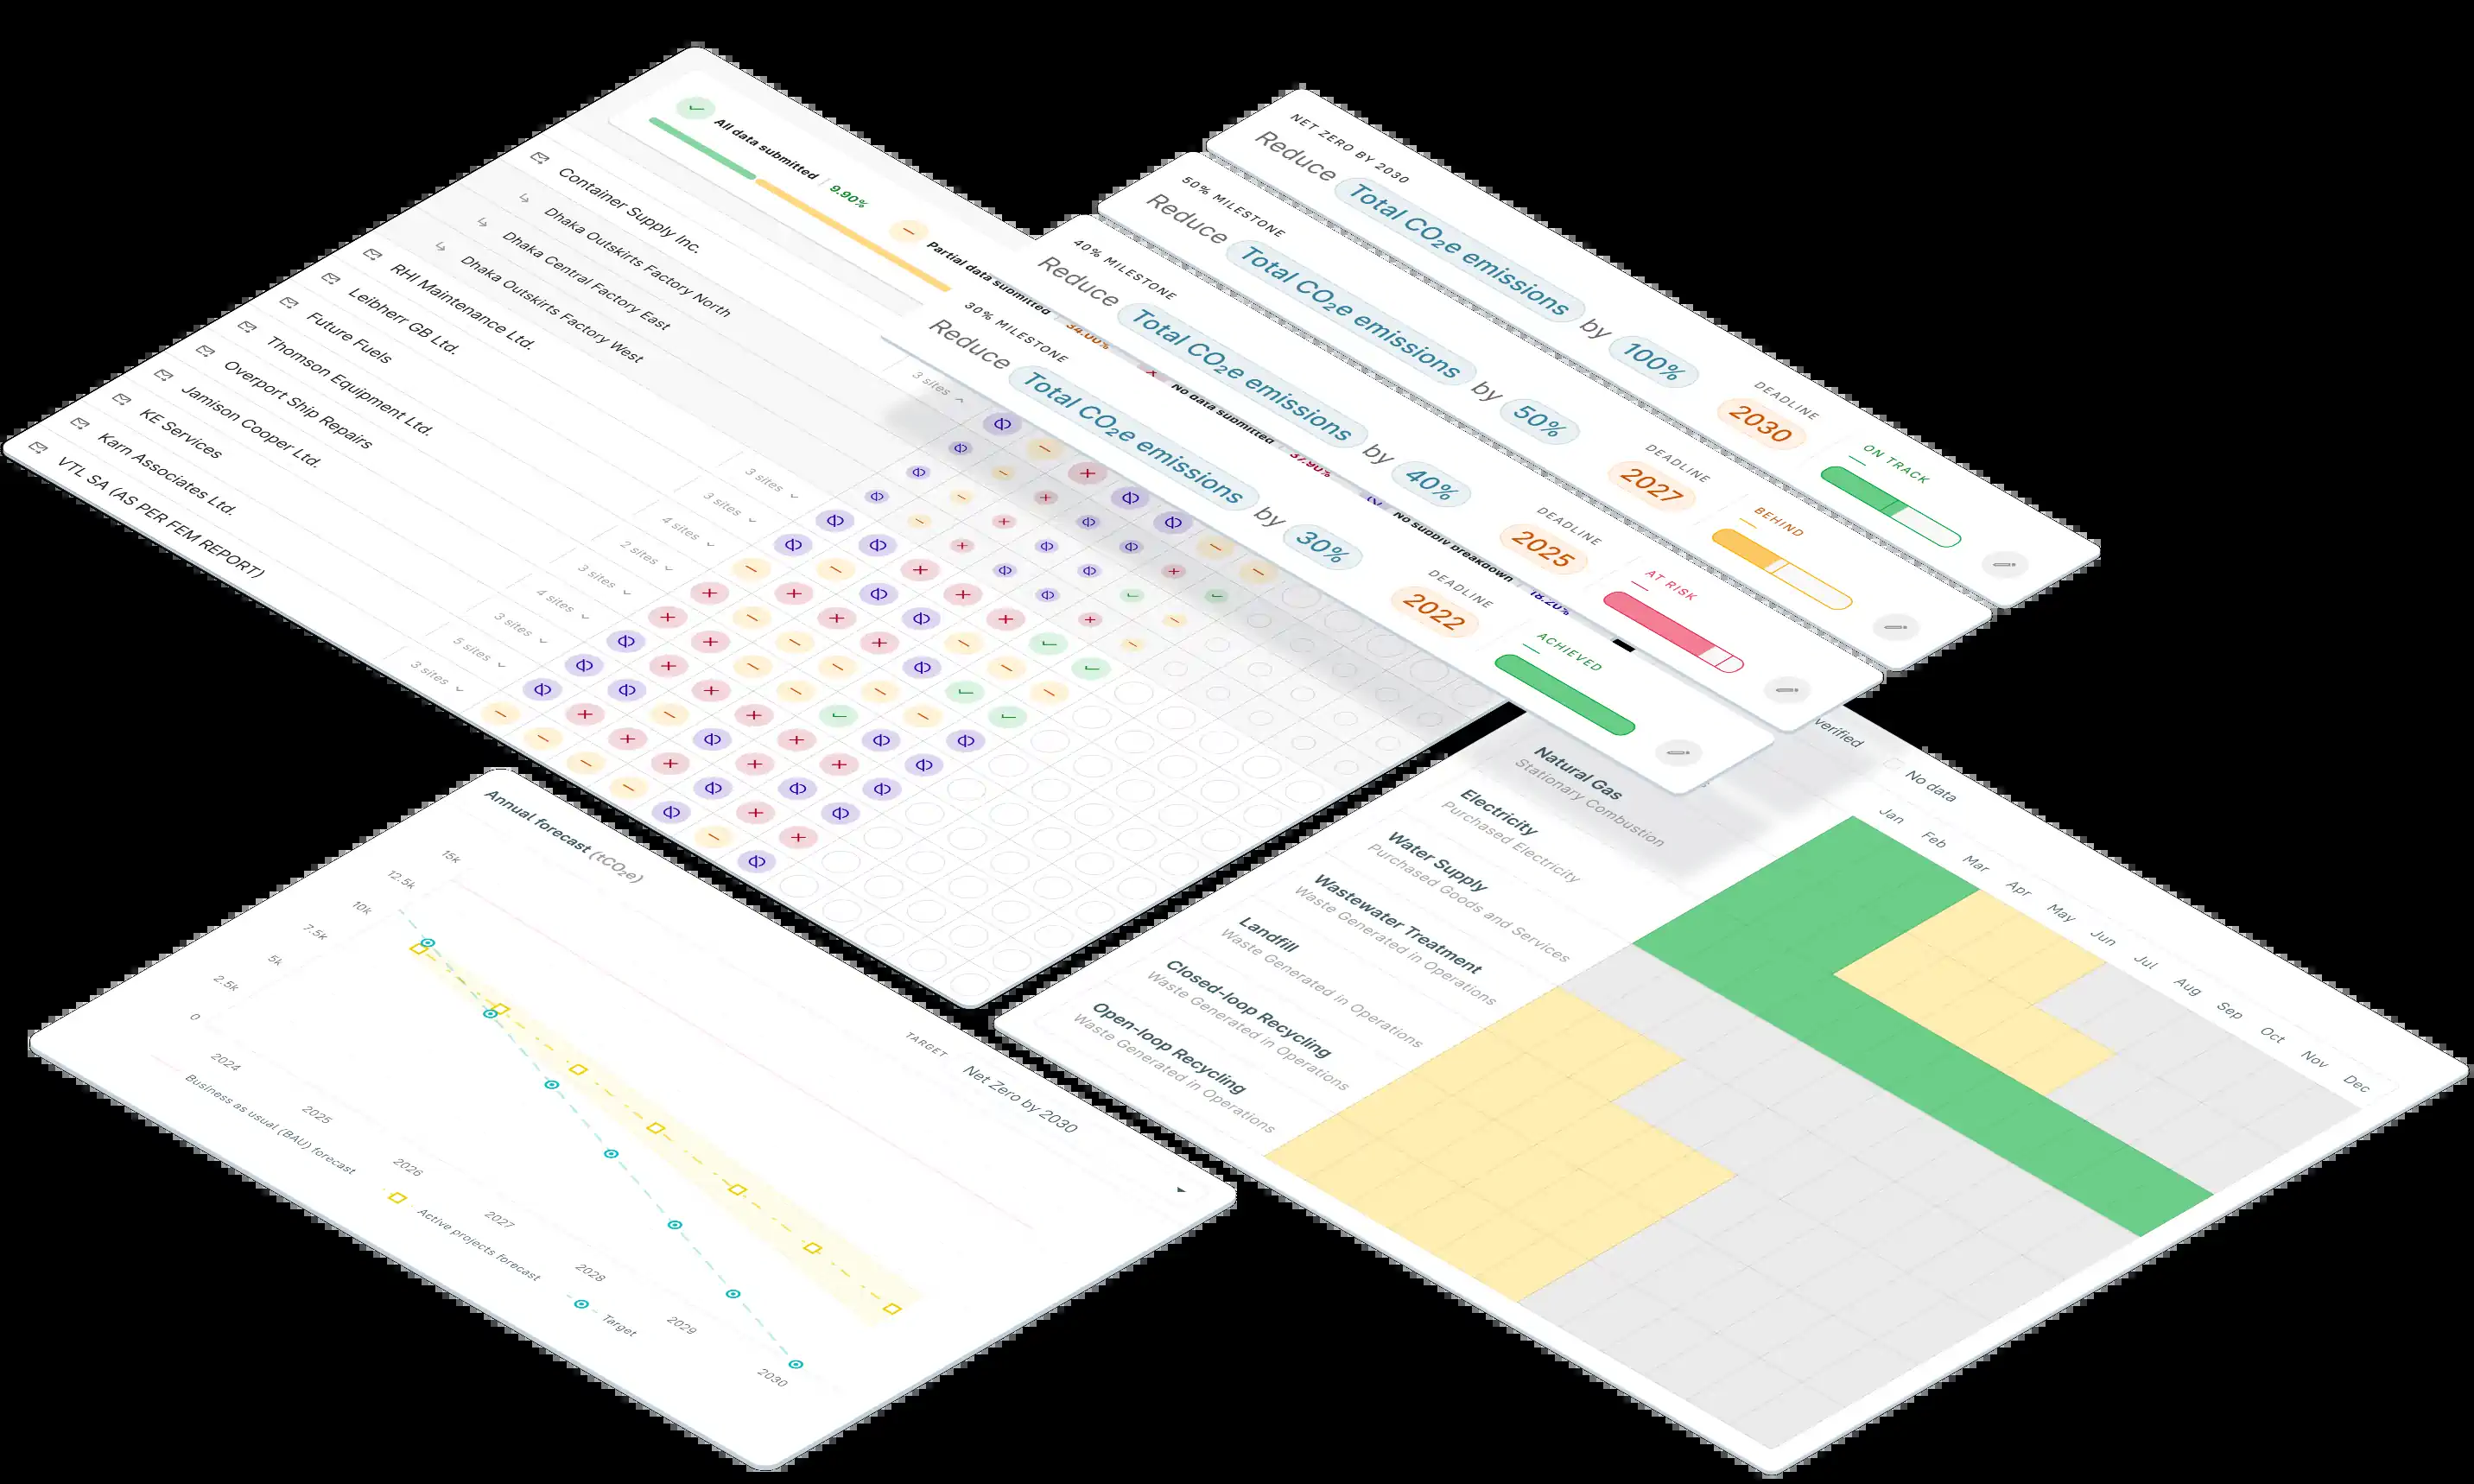 All data submitted | 9.90%
Partial data submitted 34.00%
No data submitted 37.90%
No supply breakdown 18.20%
Container Supply Inc.
3 sites
Dhaka Outskirts Factory North
Dhaka Central Factory East
Dhaka Outskirts Factory West
RHI Maintenance Ltd.
3 sites
Leibherr GB Ltd.
3 sites
Future Fuels
4 sites
Thomson Equipment Ltd.
2 sites
Overport Ship Repairs
3 sites
Jamison Cooper Ltd.
4 sites
KE Services
3 sites
Karn Associates Ltd.
5 sites
VTL SA (AS PER FEM REPORT)
3 sites
NET ZERO BY 2030
Reduce Total CO₂e emissions by 100%
DEADLINE
2030
ON TRACK
50% MILESTONE
Reduce Total CO₂e emissions by 50%
DEADLINE
2027
BEHIND
40% MILESTONE
Reduce Total CO₂e emissions by 40%
DEADLINE
2025
AT RISK
30% MILESTONE
Reduce Total CO₂e emissions by 30%
DEADLINE
2022
ACHIEVED
Annual forecast (tCO₂e)
TARGET
Net Zero by 2030
15k
12.5k
10k
7.5k
5k
2.5k
0
2024
2025
2026
2027
2028
2029
2030
Business as usual (BAU) forecast
Active projects forecast
Target
verified
No data
Jan Feb Mar Apr May Jun Jul Aug Sep Oct Nov Dec
Natural Gas
Stationary Combustion
Electricity
Purchased Electricity
Water Supply
Purchased Goods and Services
Wastewater Treatment
Waste Generated in Operations
Landfill
Waste Generated in Operations
Closed-loop Recycling
Waste Generated in Operations
Open-loop Recycling
Waste Generated in Operations